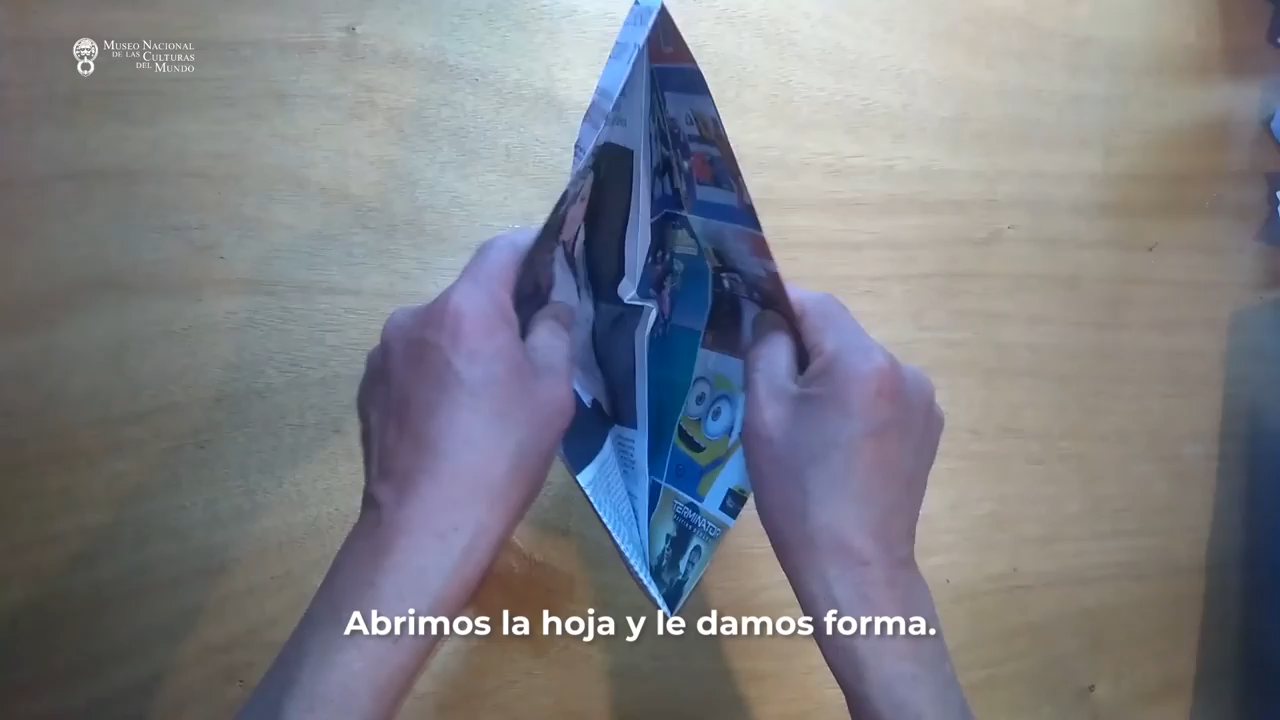 MUSEO NACIONAL
DE LAS CULTURAS
DEL MUNDO
TERMINATOR
Abrimos la hoja y le damos forma.